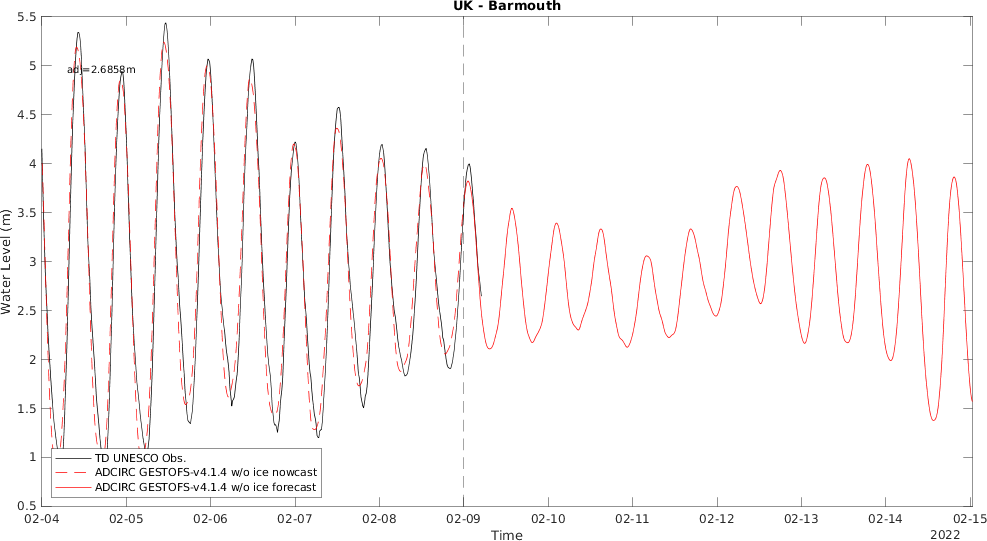 UK - Barmouth
5.5
5
4.5
4
3.5
3
2.5
2
1.5
1
0.5
Water Level (m)
adj=2.6858m
TD UNESCO Obs.
ADCIRC GESTOFS-v4.1.4 w/o ice nowcast
ADCIRC GESTOFS-v4.1.4 w/o ice forecast
02-04 02-05 02-06 02-07 02-08 02-09 02-10 02-11 02-12 02-13 02-14 02-15
Time
2022